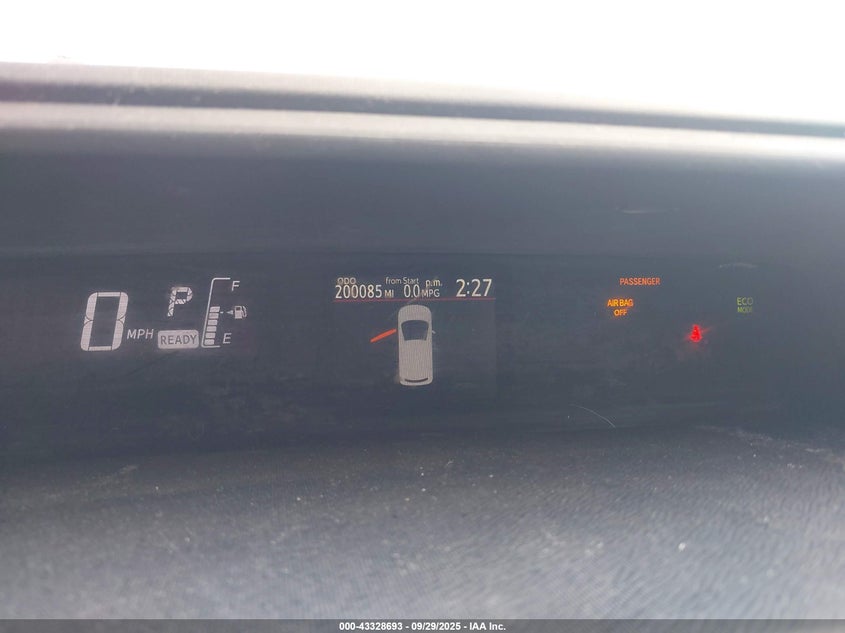 0 MPH
P
READY
F
E
ODO from Start p.m.
200085 MI 0.0 MPG 2:27
PASSENGER
AIR BAG
OFF
ECO
MODE
000-43328693 - 09/29/2025 - IAA Inc.